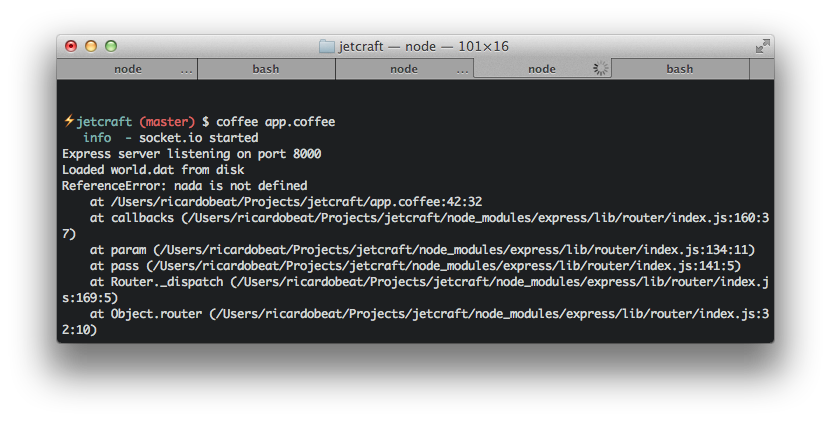 jetcraft — node — 101×16
node ... bash node ... node bash
⚡jetcraft (master) $ coffee app.coffee
info - socket.io started
Express server listening on port 8000
Loaded world.dat from disk
ReferenceError: nada is not defined
at /Users/ricardobeat/Projects/jetcraft/app.coffee:42:32
at callbacks (/Users/ricardobeat/Projects/jetcraft/node_modules/express/lib/router/index.js:160:3
7)
at param (/Users/ricardobeat/Projects/jetcraft/node_modules/express/lib/router/index.js:134:11)
at pass (/Users/ricardobeat/Projects/jetcraft/node_modules/express/lib/router/index.js:141:5)
at Router._dispatch (/Users/ricardobeat/Projects/jetcraft/node_modules/express/lib/router/index.j
s:169:5)
at Object.router (/Users/ricardobeat/Projects/jetcraft/node_modules/express/lib/router/index.js:3
2:10)